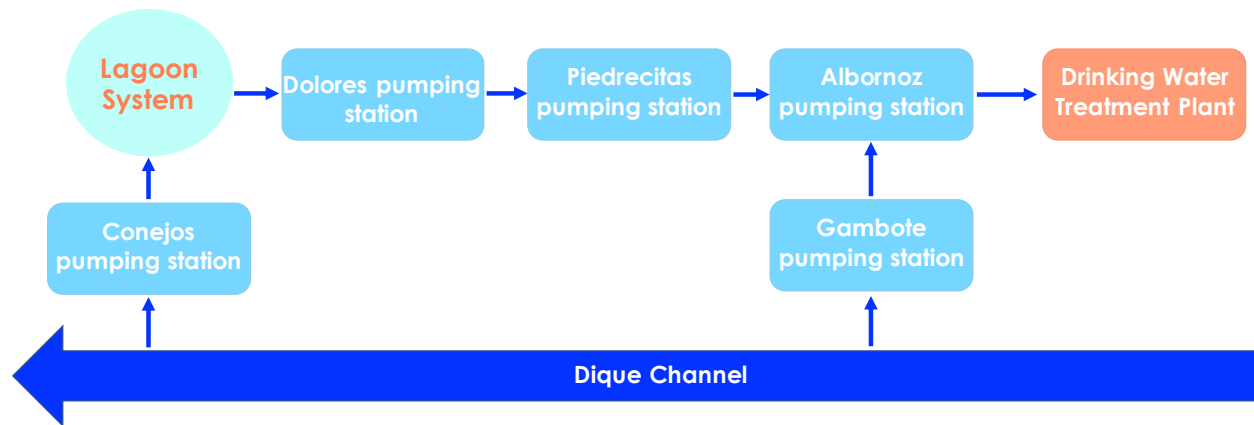 Lagoon
System
Dolores pumping
station
Piedrecitas
pumping station
Albornoz
pumping station
Drinking Water
Treatment Plant
Conejos
pumping station
Gambote
pumping station
Dique Channel